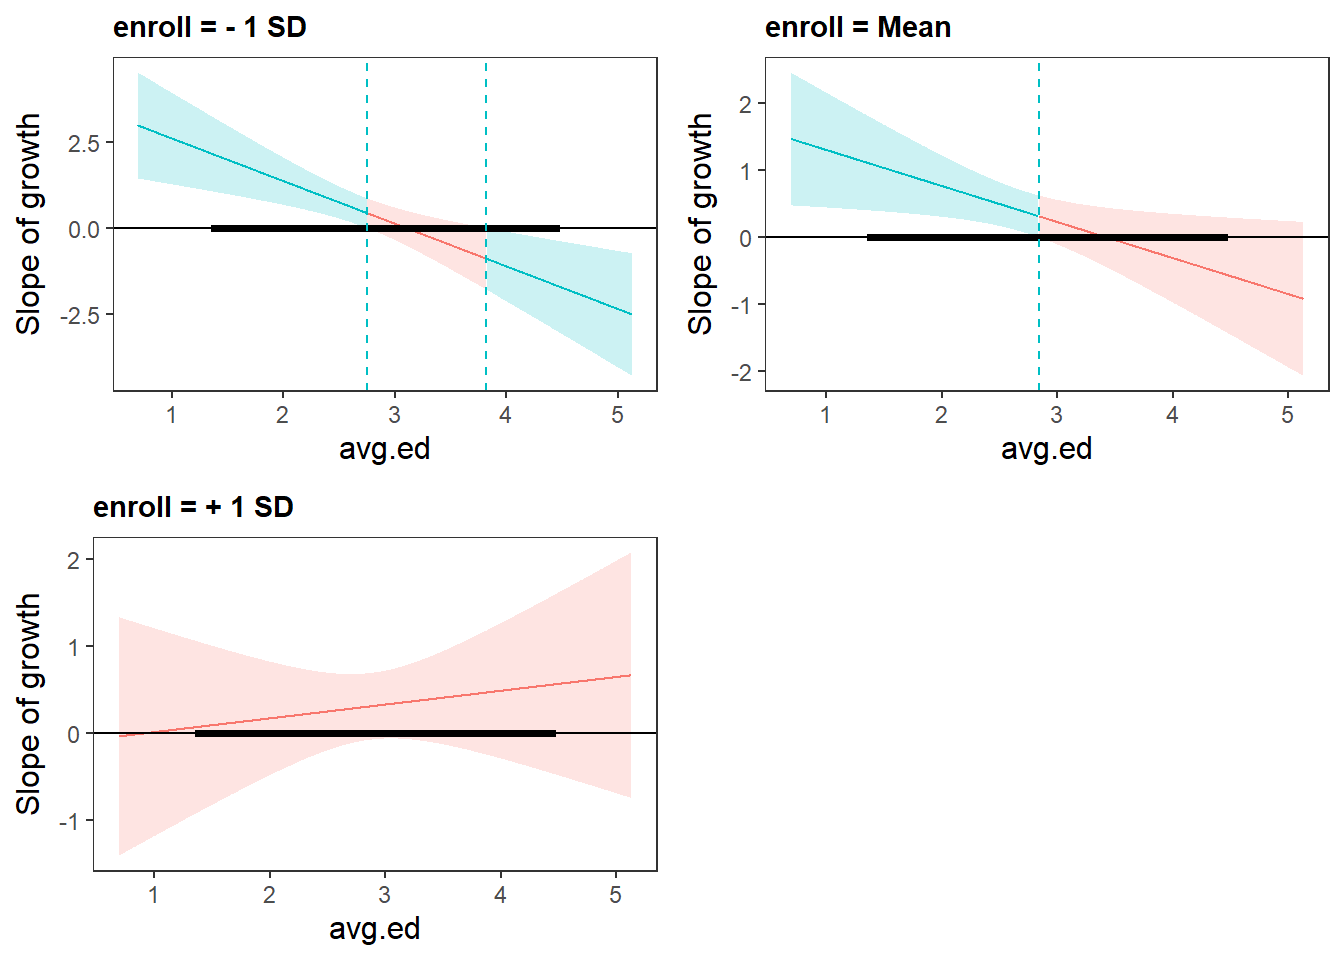 enroll = - 1 SD
Slope of growth
2.5
0.0
-2.5
1 2 3 4 5
avg.ed
enroll = Mean
Slope of growth
2
1
0
-1
-2
1 2 3 4 5
avg.ed
enroll = + 1 SD
Slope of growth
2
1
0
-1
1 2 3 4 5
avg.ed